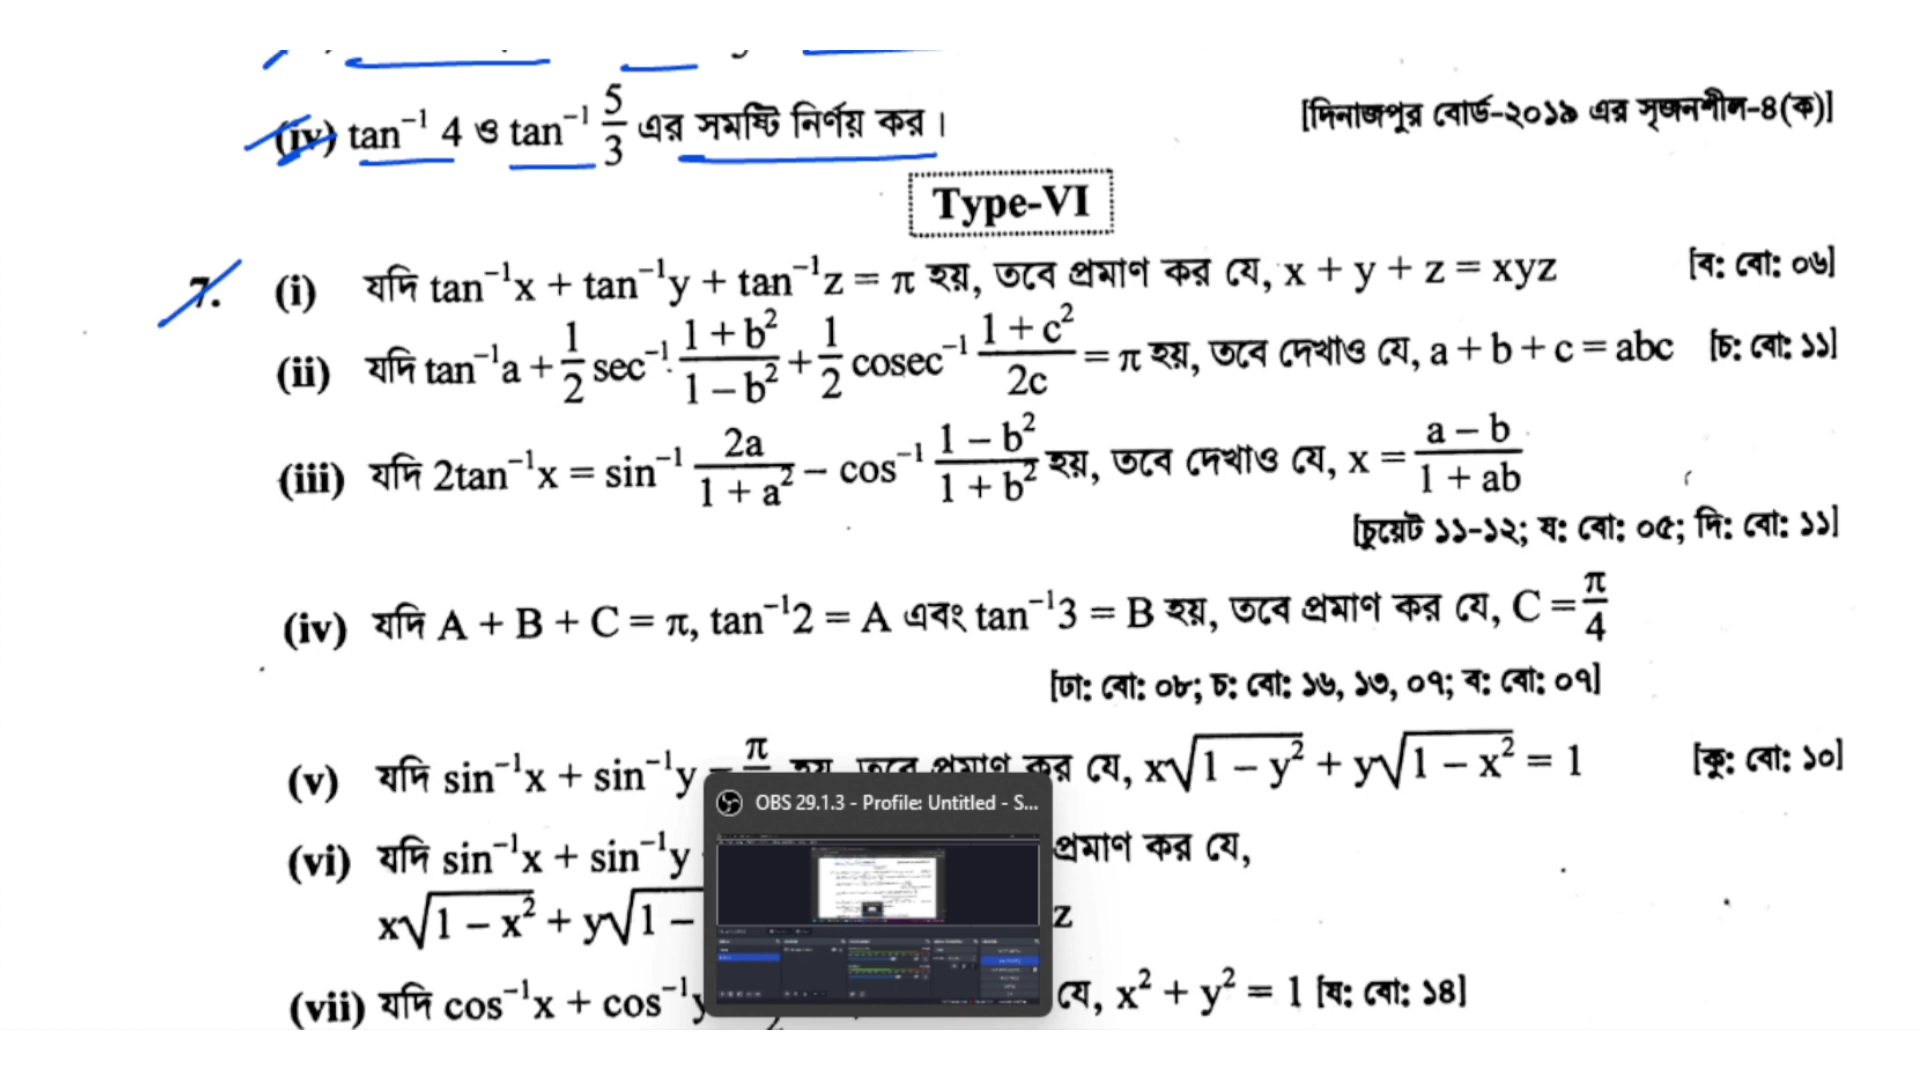 (iv) tan⁻¹ 4 ও tan⁻¹ 5/3 এর সমষ্টি নির্ণয় কর। [দিনাজপুর বোর্ড-২০১৯ এর সৃজনশীল-৪(ক)]
Type-VI
7. (i) যদি tan⁻¹x + tan⁻¹y + tan⁻¹z = π হয়, তবে প্রমাণ কর যে, x + y + z = xyz [ব: বো: ০৬]
(ii) যদি tan⁻¹a + 1/2 sec⁻¹ (1 + b²)/(1 – b²) + 1/2 cosec⁻¹ (1 + c²)/(2c) = π হয়, তবে দেখাও যে, a + b + c = abc [চ: বো: ১১]
(iii) যদি 2tan⁻¹x = sin⁻¹ (2a)/(1 + a²) – cos⁻¹ (1 – b²)/(1 + b²) হয়, তবে দেখাও যে, x = (a – b)/(1 + ab)
[চুয়েট ১১-১২; য: বো: ০৫; দি: বো: ১১]
(iv) যদি A + B + C = π, tan⁻¹2 = A এবং tan⁻¹3 = B হয়, তবে প্রমাণ কর যে, C = π/4
[ঢা: বো: ০৮; চ: বো: ১৬, ১৩, ০৭; ব: বো: ০৭]
(v) যদি sin⁻¹x + sin⁻¹y π হয়, তবে প্রমাণ কর যে, x√(1 – y²) + y√(1 – x²) = 1 [কু: বো: ১০]
OBS 29.1.3 - Profile: Untitled - S...
(vi) যদি sin⁻¹x + sin⁻¹y প্রমাণ কর যে,
x√(1 – x²) + y√1 – z
(vii) যদি cos⁻¹x + cos⁻¹y যে, x² + y² = 1 [য: বো: ১৪]